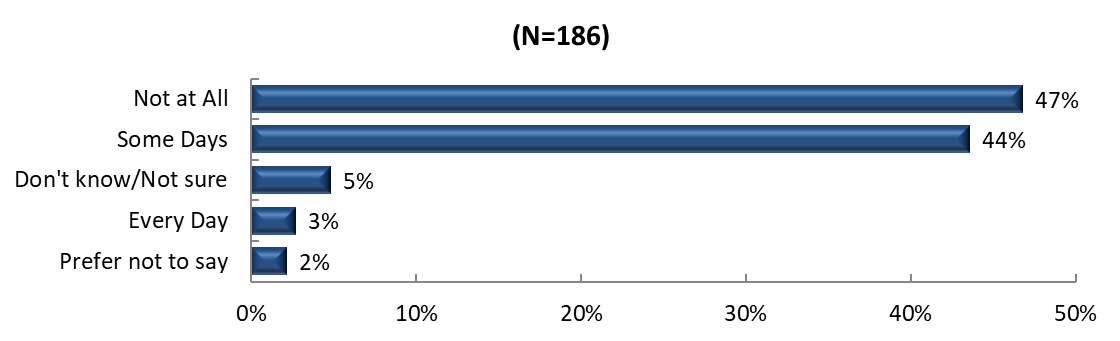 (N=186)
Not at All 47%
Some Days 44%
Don't know/Not sure 5%
Every Day 3%
Prefer not to say 2%
0% 10% 20% 30% 40% 50%